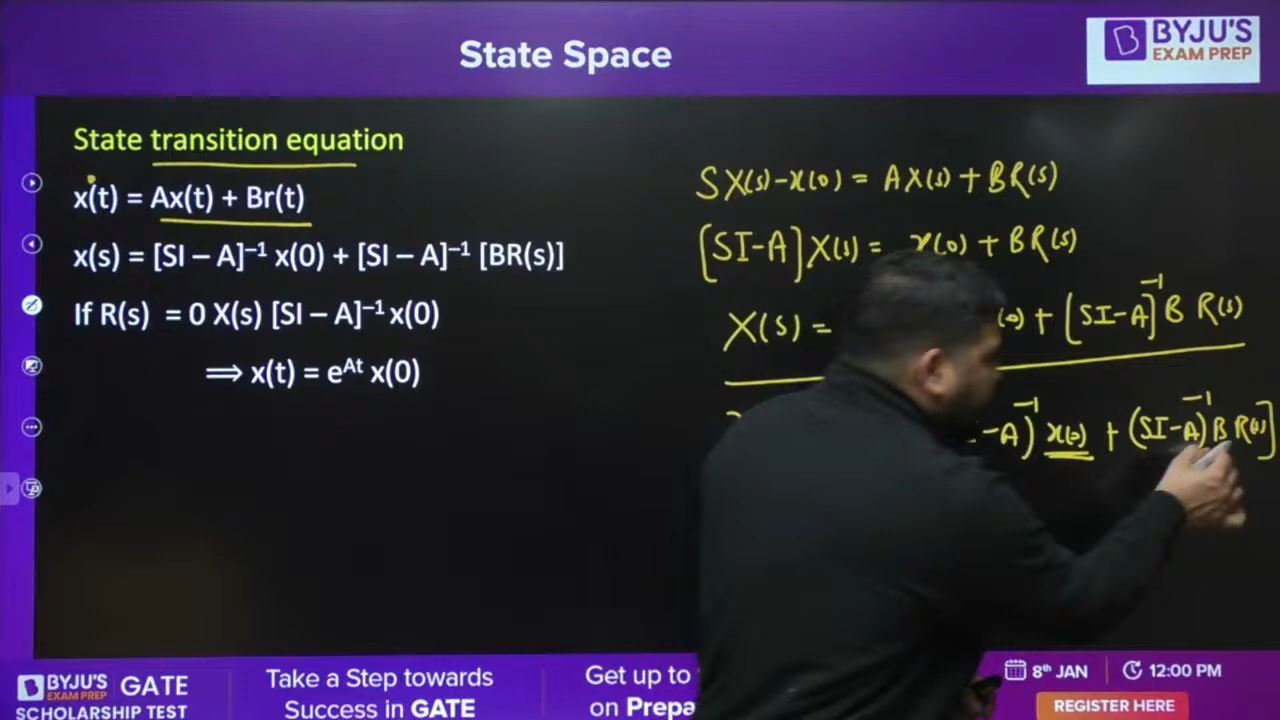 State Space
BYJU'S
EXAM PREP
State transition equation
ẋ(t) = Ax(t) + Br(t)
x(s) = [SI – A]⁻¹ x(0) + [SI – A]⁻¹ [BR(s)]
If R(s) = 0 X(s) [SI – A]⁻¹ x(0)
⟹ x(t) = eᴬᵗ x(0)
SX(s) - x(0) = AX(s) + BR(s)
[SI-A] X(s) = x(0) + BR(s)
X(s) = (0) + [SI-A]⁻¹ B R(s)
-A)⁻¹ x(0) + (SI-A)⁻¹ B R(s)]
BYJU'S
EXAM PREP
GATE
SCHOLARSHIP TEST
Take a Step towards
Success in GATE
Get up to
on
8th JAN
12:00 PM
REGISTER HERE